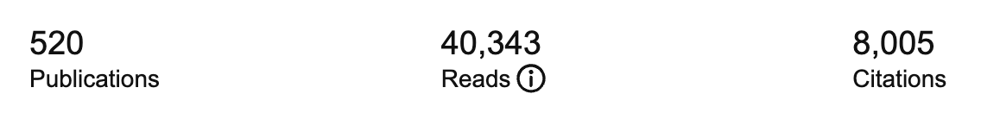 520 40,343 8,005
Publications Reads Citations